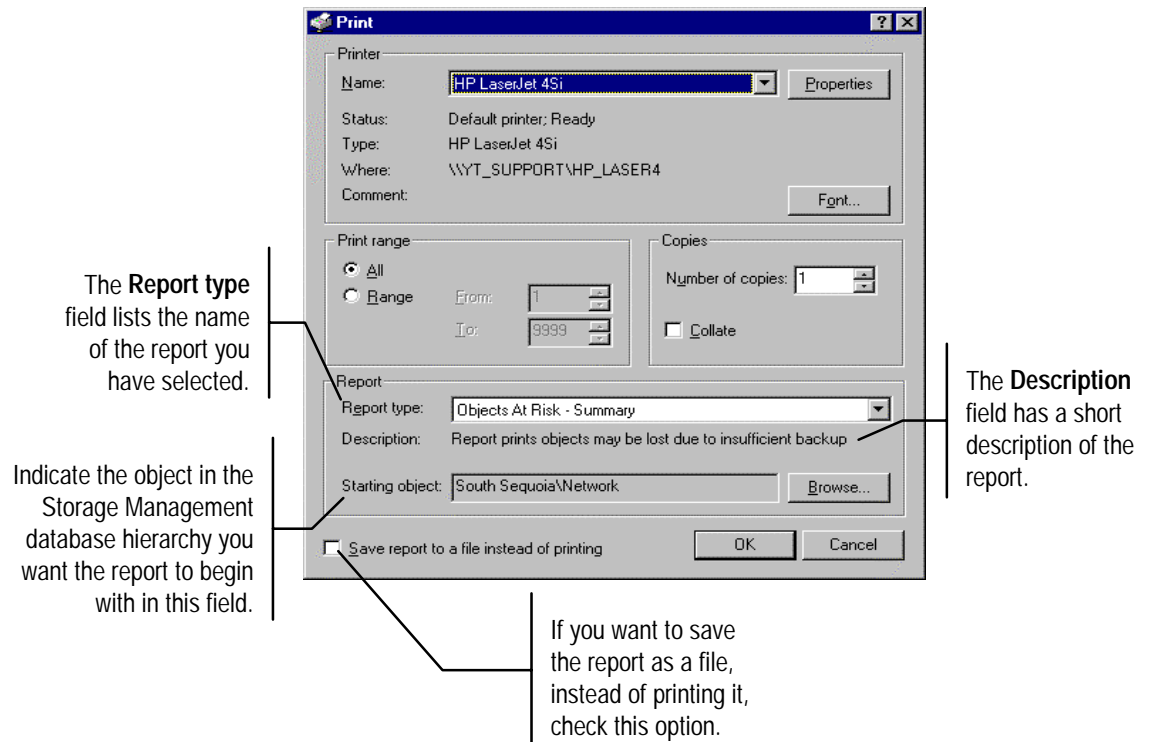 Print
Printer
Name: HP LaserJet 4Si Properties
Status: Default printer; Ready
Type: HP LaserJet 4Si
Where: \\YT_SUPPORT\HP_LASER4
Comment:
Font...
Print range
All
Range From: 1
To: 9999
Copies
Number of copies: 1
Collate
Report
Report type: Objects At Risk - Summary
Description: Report prints objects may be lost due to insufficient backup
Starting object: South Sequoia\Network Browse...
Save report to a file instead of printing OK Cancel
The Report type
field lists the name
of the report you
have selected.
Indicate the object in the
Storage Management
database hierarchy you
want the report to begin
with in this field.
The Description
field has a short
description of the
report.
If you want to save
the report as a file,
instead of printing it,
check this option.